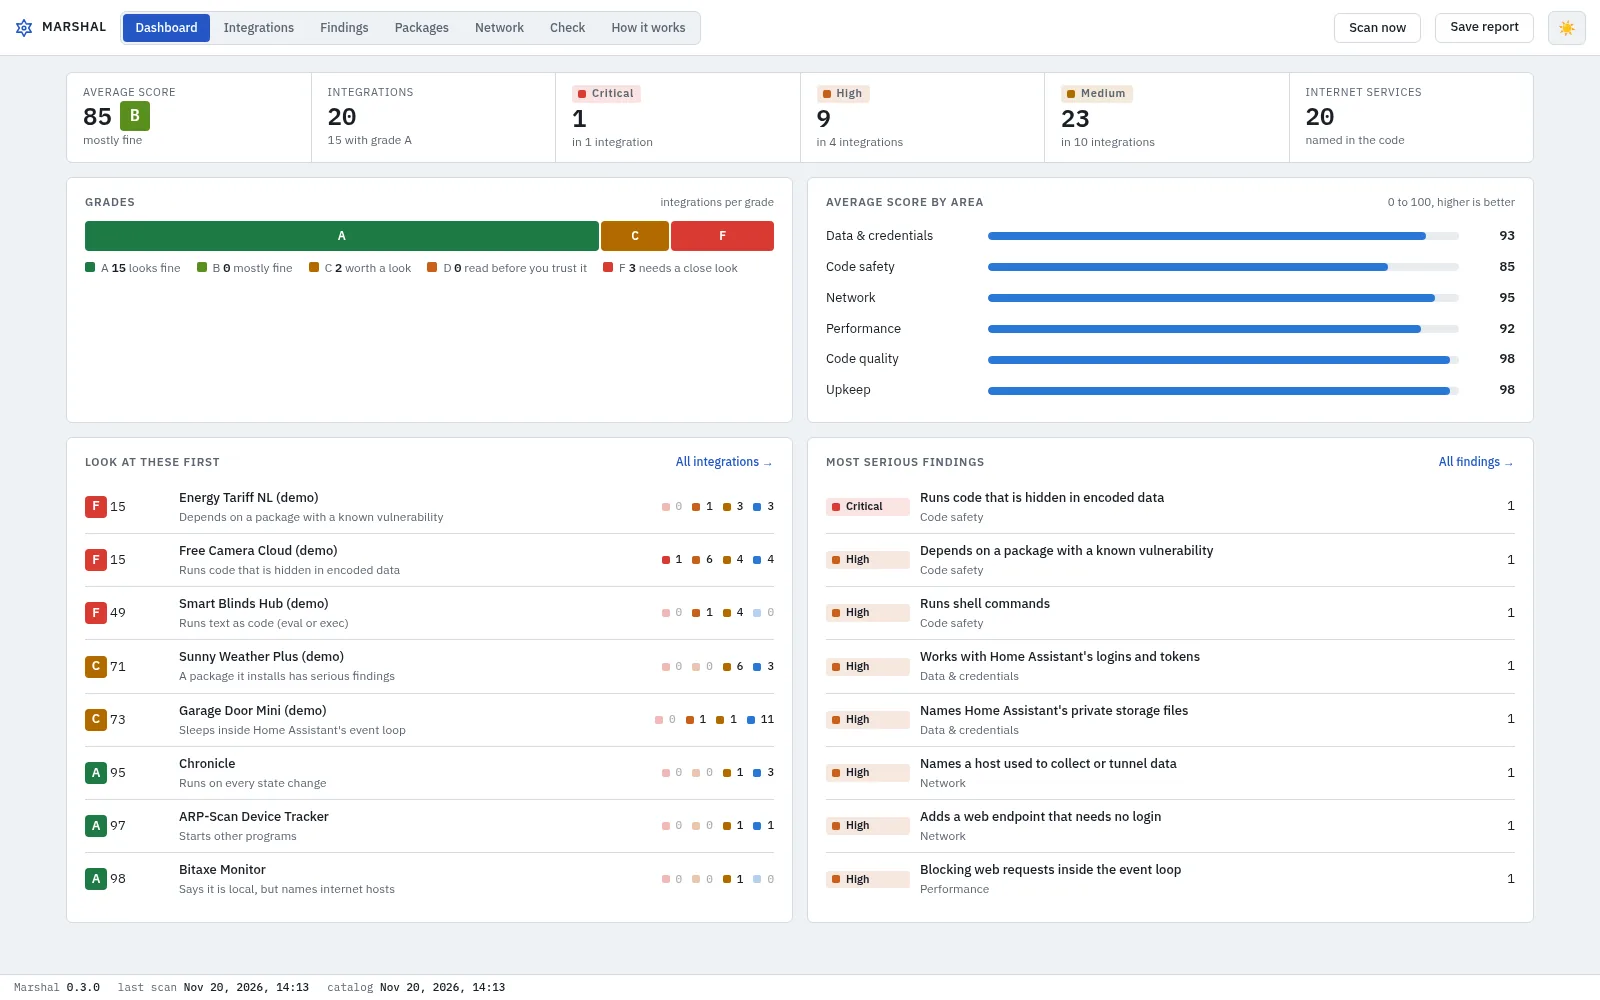 MARSHAL Dashboard Integrations Findings Packages Network Check How it works Scan now Save report
AVERAGE SCORE
85 B
mostly fine
INTEGRATIONS
20
15 with grade A
Critical
1
in 1 integration
High
9
in 4 integrations
Medium
23
in 10 integrations
INTERNET SERVICES
20
named in the code
GRADES integrations per grade
A C F
A 15 looks fine B 0 mostly fine C 2 worth a look D 0 read before you trust it F 3 needs a close look
AVERAGE SCORE BY AREA 0 to 100, higher is better
Data & credentials 93
Code safety 85
Network 95
Performance 92
Code quality 98
Upkeep 98
LOOK AT THESE FIRST All integrations →
F 15 Energy Tariff NL (demo) 0 1 3 3
Depends on a package with a known vulnerability
F 15 Free Camera Cloud (demo) 1 6 4 4
Runs code that is hidden in encoded data
F 49 Smart Blinds Hub (demo) 0 1 4 0
Runs text as code (eval or exec)
C 71 Sunny Weather Plus (demo) 0 0 6 3
A package it installs has serious findings
C 73 Garage Door Mini (demo) 0 1 1 11
Sleeps inside Home Assistant's event loop
A 95 Chronicle 0 0 1 3
Runs on every state change
A 97 ARP-Scan Device Tracker 0 0 1 1
Starts other programs
A 98 Bitaxe Monitor 0 0 1 0
Says it is local, but names internet hosts
MOST SERIOUS FINDINGS All findings →
Critical Runs code that is hidden in encoded data 1
Code safety
High Depends on a package with a known vulnerability 1
Code safety
High Runs shell commands 1
Code safety
High Works with Home Assistant's logins and tokens 1
Data & credentials
High Names Home Assistant's private storage files 1
Data & credentials
High Names a host used to collect or tunnel data 1
Network
High Adds a web endpoint that needs no login 1
Network
High Blocking web requests inside the event loop 1
Performance
Marshal 0.3.0 last scan Nov 20, 2026, 14:13 catalog Nov 20, 2026, 14:13